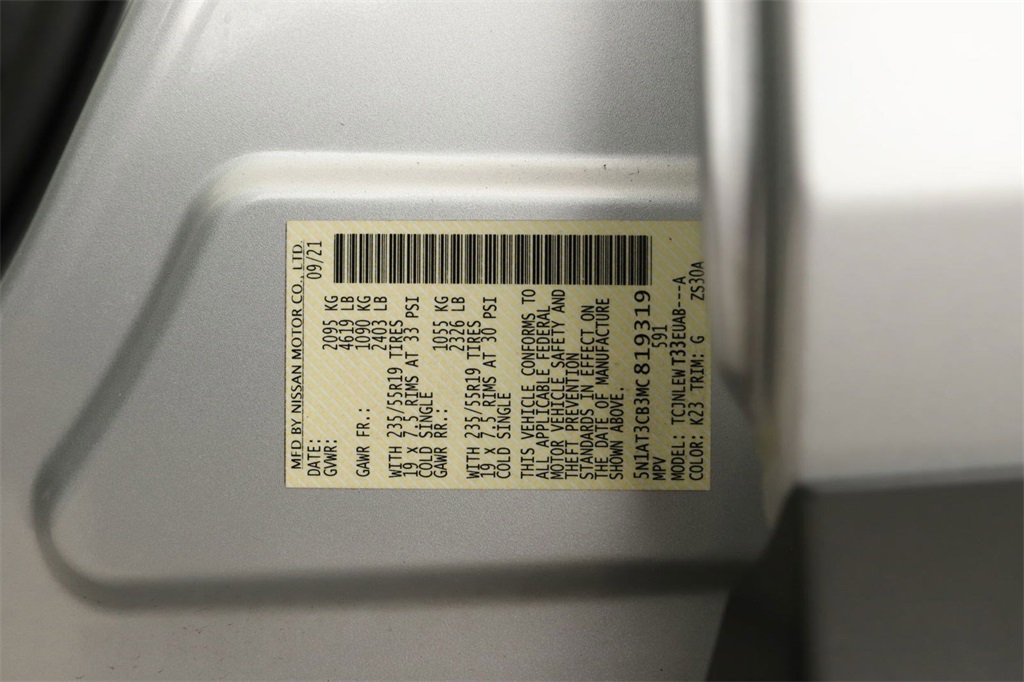 MFD BY NISSAN MOTOR CO., LTD.
DATE: 09/21
GVWR: 2095 KG
4619 LB
GAWR FR.: 1090 KG
2403 LB
WITH 235/55R19 TIRES
19 X 7.5 RIMS AT 33 PSI
COLD SINGLE
GAWR RR.: 1055 KG
2326 LB
WITH 235/55R19 TIRES
19 X 7.5 RIMS AT 30 PSI
COLD SINGLE
THIS VEHICLE CONFORMS TO
ALL APPLICABLE FEDERAL
MOTOR VEHICLE SAFETY AND
THEFT PREVENTION
STANDARDS IN EFFECT ON
THE DATE OF MANUFACTURE
SHOWN ABOVE.
5N1AT3CB3MC819319
MPV 591
MODEL: TCJNLEWT33EUAB---A
COLOR: K23 TRIM: G ZS30A